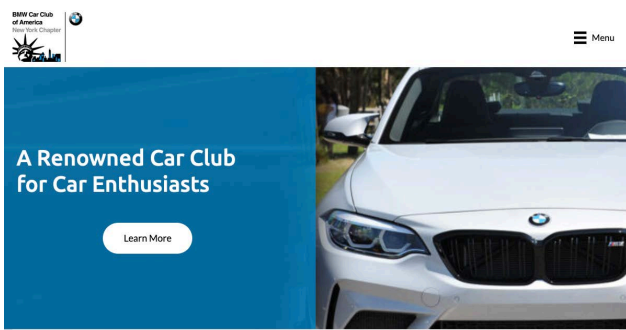 BMW Car Club
of America
New York Chapter
Menu
A Renowned Car Club
for Car Enthusiasts
Learn More